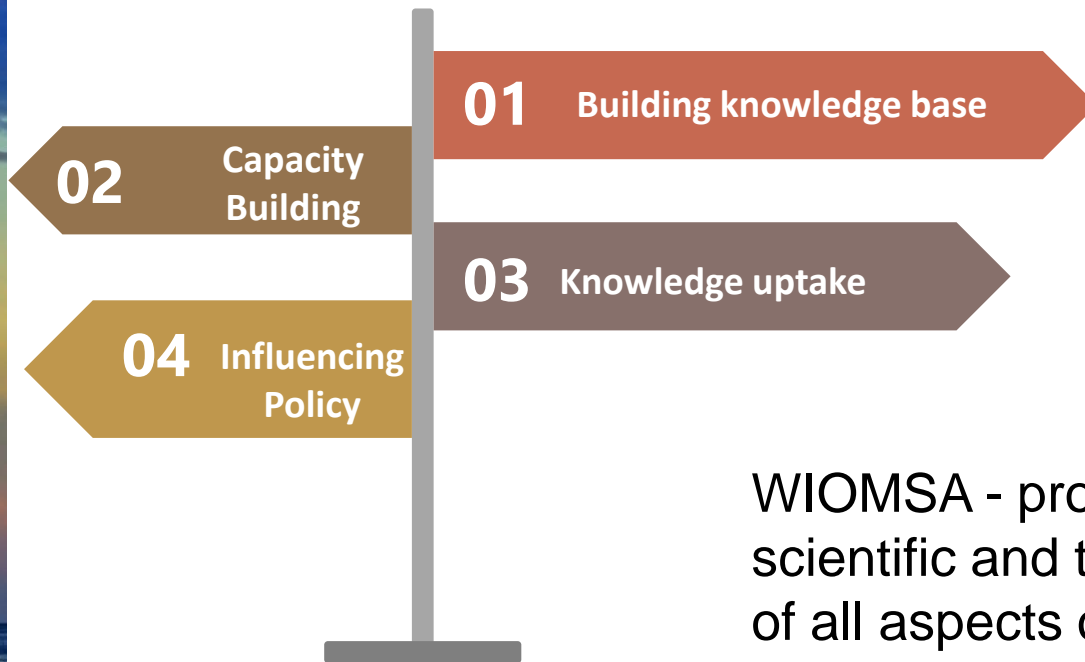 01 Building knowledge base
02 Capacity
Building
03 Knowledge uptake
04 Influencing
Policy
WIOMSA -
scientific and
of all aspects